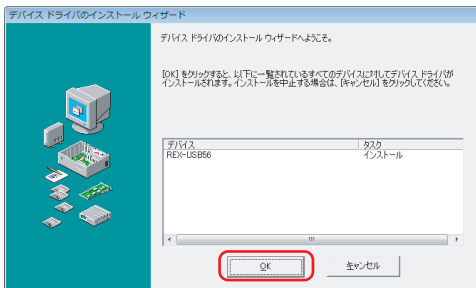 デバイス ドライバのインストール ウィザード
デバイス ドライバのインストール ウィザードへようこそ。
[OK] をクリックすると、以下に一覧されているすべてのデバイスに対してデバイス ドライバが
インストールされます。インストールを中止する場合は、[キャンセル] をクリックしてください。
デバイス タスク
REX-USB56 インストール
OK キャンセル